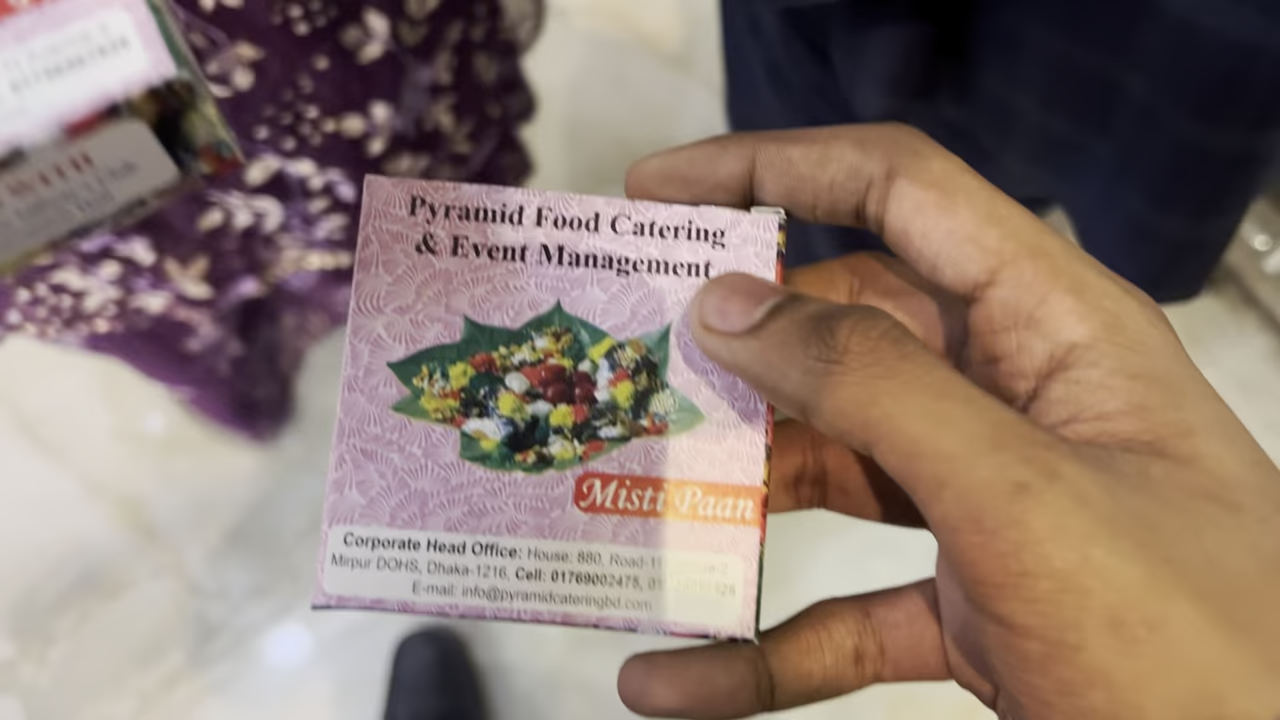 Pyramid Food Catering
& Event Management
Misti Paan
Corporate Head Office: House: 880, Road-1
Mirpur DOHS, Dhaka-1216, Cell: 01769002475,
E-mail: info@pyramidcateringbd.com
WITH